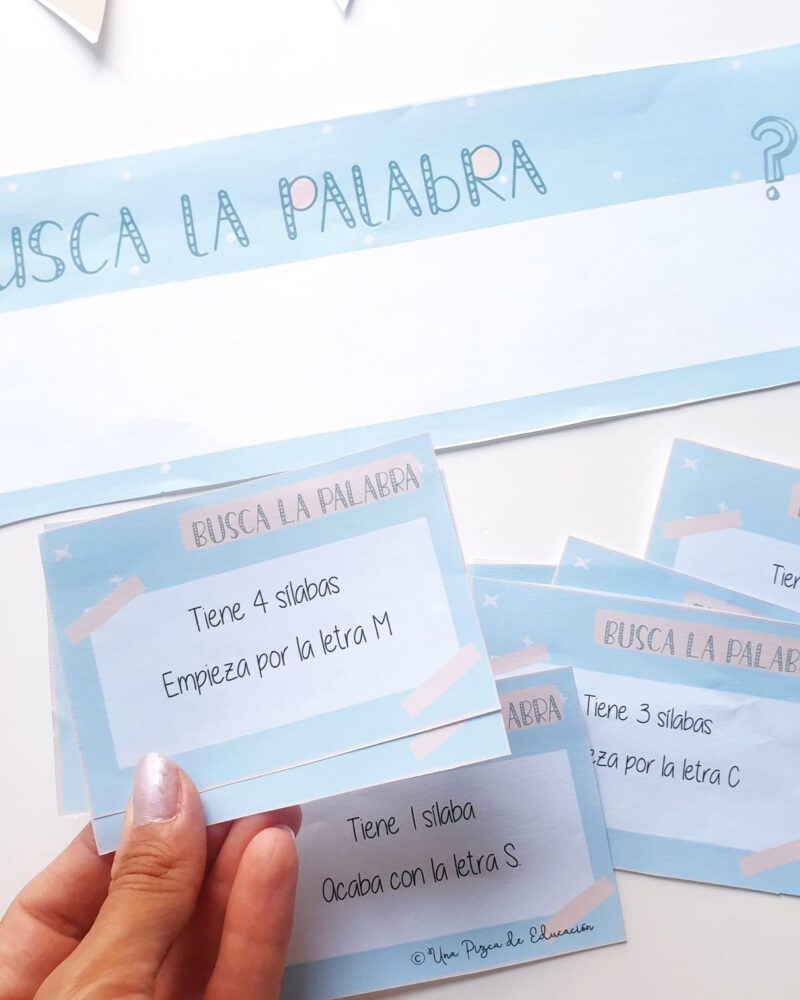 BUSCA LA PALABRA ?
BUSCA LA PALABRA
Tiene 4 sílabas
Empieza por la letra M
Tien
BUSCA LA PALAB
Tiene 3 sílabas
eza por la letra C
ABRA
Tiene 1 sílaba
Acaba con la letra S.
© Una Pizca de Educación